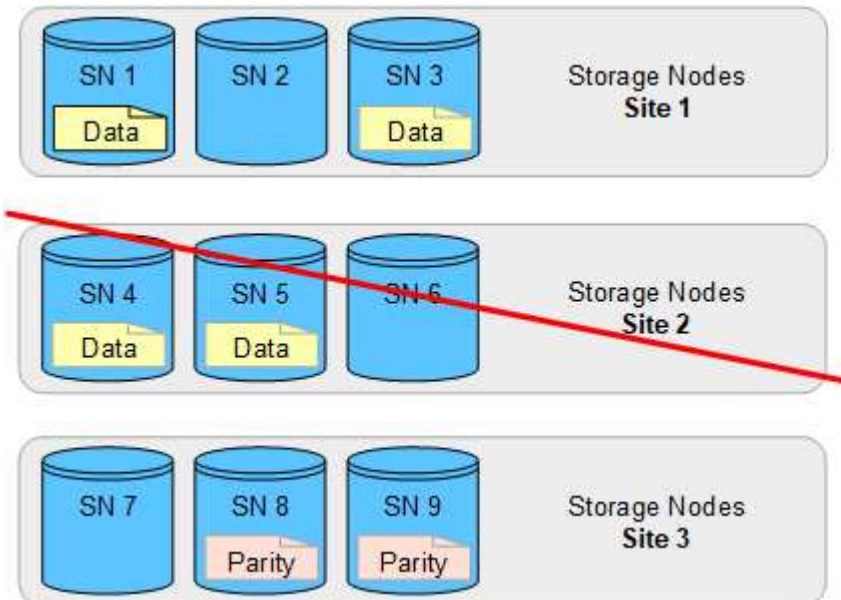 SN 1 SN 2 SN 3 Storage Nodes
Site 1
Data Data
SN 4 SN 5 SN 6 Storage Nodes
Site 2
Data Data
SN 7 SN 8 SN 9 Storage Nodes
Site 3
Parity Parity